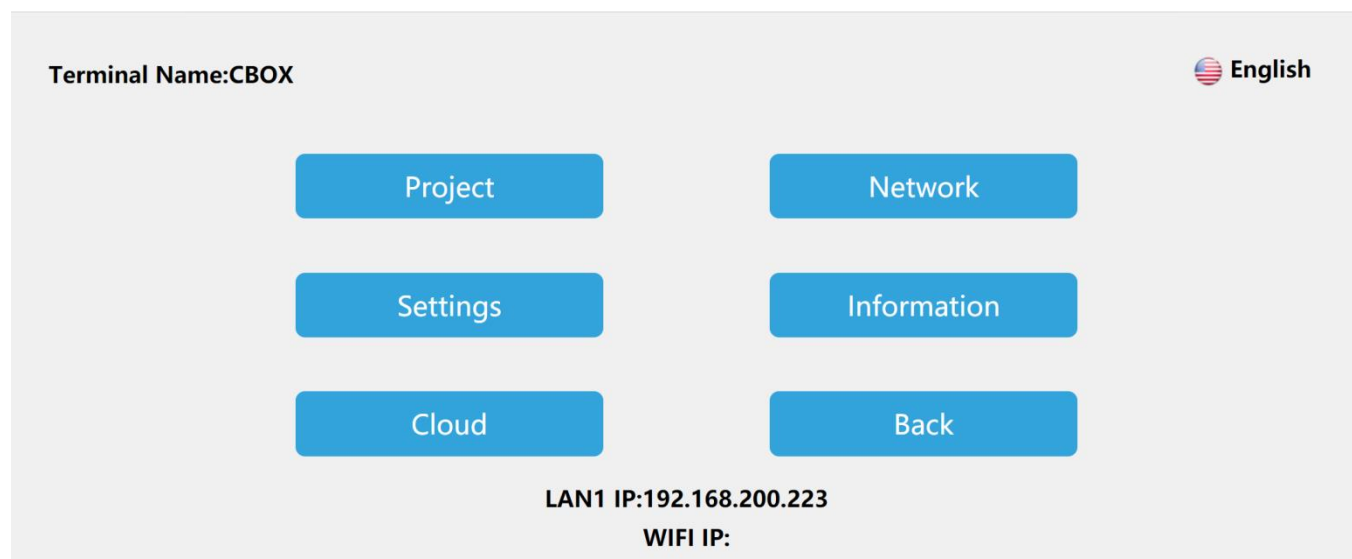 Terminal Name:CBOX
English
Project
Network
Settings
Information
Cloud
Back
LAN1 IP:192.168.200.223
WIFI IP: